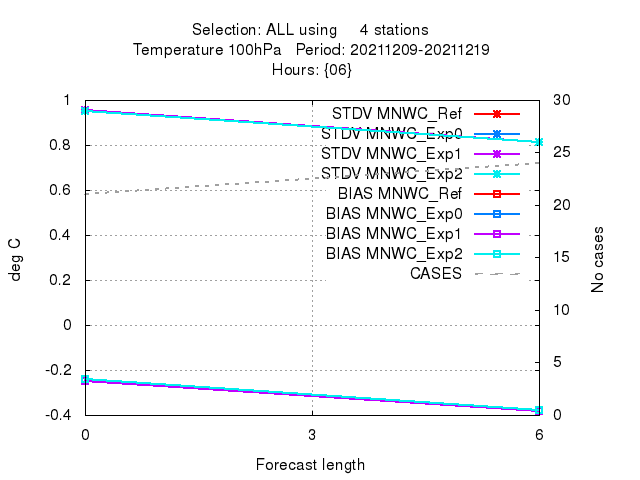 Selection: ALL using 4 stations
Temperature 100hPa Period: 20211209-20211219
Hours: {06}
1
0.8
0.6
0.4
0.2
0
-0.2
-0.4
deg C
STDV MNWC_Ref
STDV MNWC_Exp0
STDV MNWC_Exp1
STDV MNWC_Exp2
BIAS MNWC_Ref
BIAS MNWC_Exp0
BIAS MNWC_Exp1
BIAS MNWC_Exp2
CASES
30
25
20
15
10
5
0
No cases
0 3 6
Forecast length